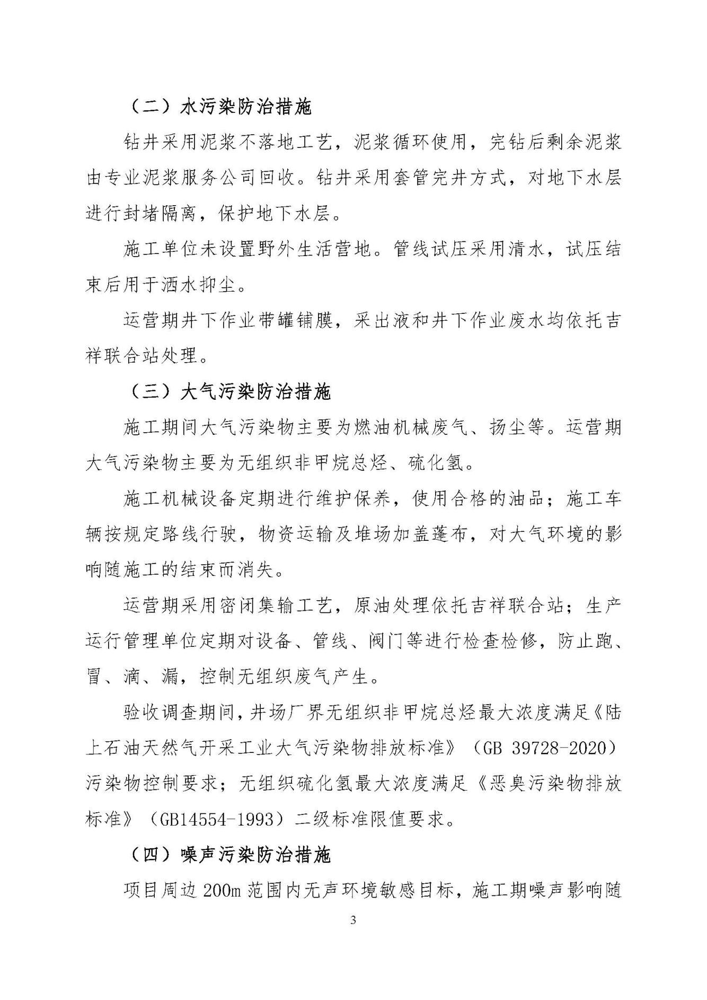 （二）水污染防治措施
钻井采用泥浆不落地工艺，泥浆循环使用，完钻后剩余泥浆
由专业泥浆服务公司回收。钻井采用套管完井方式，对地下水层
进行封堵隔离，保护地下水层。
施工单位未设置野外生活营地。管线试压采用清水，试压结
束后用于洒水抑尘。
运营期井下作业带罐铺膜，采出液和井下作业废水均依托吉
祥联合站处理。
（三）大气污染防治措施
施工期间大气污染物主要为燃油机械废气、扬尘等。运营期
大气污染物主要为无组织非甲烷总烃、硫化氢。
施工机械设备定期进行维护保养，使用合格的油品；施工车
辆按规定路线行驶，物资运输及堆场加盖蓬布，对大气环境的影
响随施工的结束而消失。
运营期采用密闭集输工艺，原油处理依托吉祥联合站；生产
运行管理单位定期对设备、管线、阀门等进行检查检修，防止跑、
冒、滴、漏，控制无组织废气产生。
验收调查期间，井场厂界无组织非甲烷总烃最大浓度满足《陆
上石油天然气开采工业大气污染物排放标准》（GB 39728-2020）
污染物控制要求；无组织硫化氢最大浓度满足《恶臭污染物排放
标准》（GB14554-1993）二级标准限值要求。
（四）噪声污染防治措施
项目周边 200m 范围内无声环境敏感目标，施工期噪声影响随
3